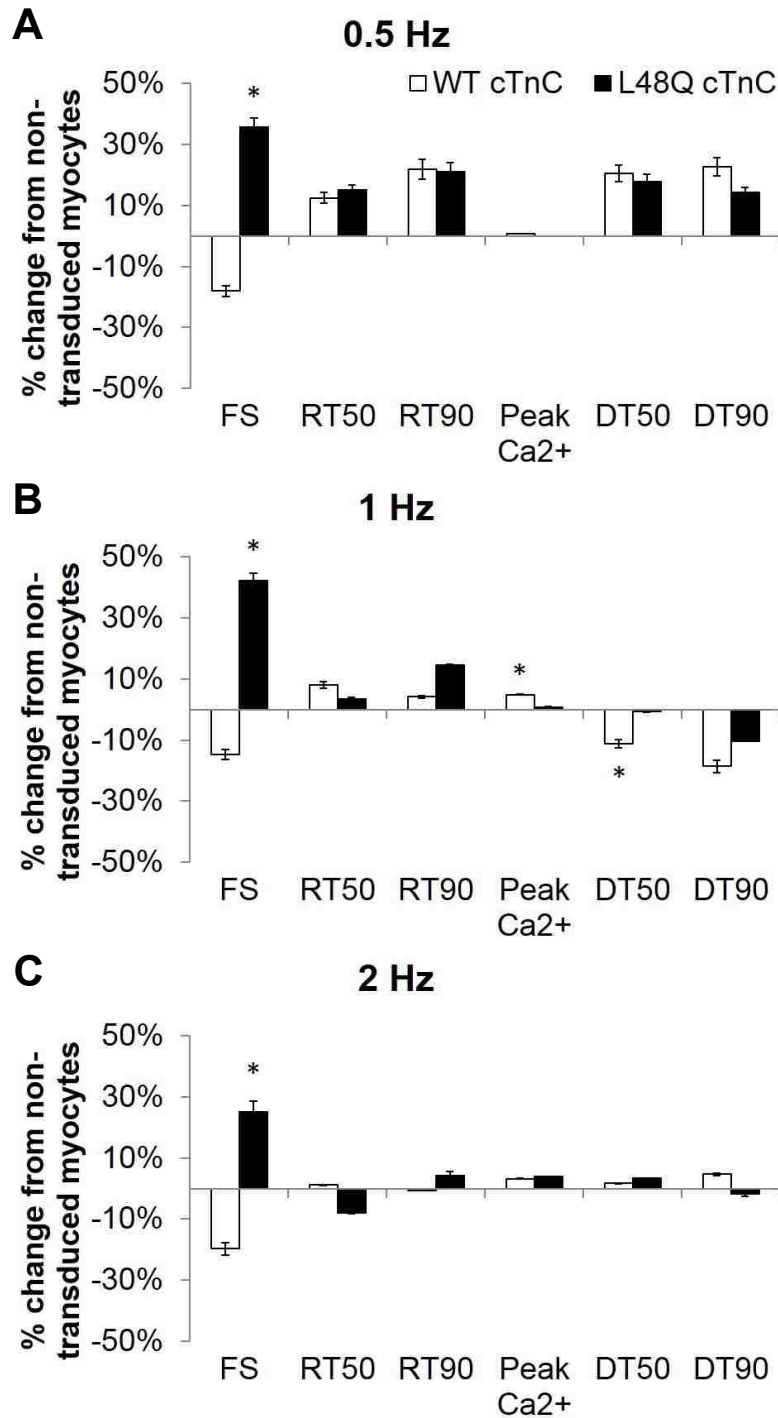 A
0.5 Hz
WT cTnC
L48Q cTnC
% change from non-
transduced myocytes
50%
*
30%
10%
-10%
-30%
-50%
FS RT50 RT90 Peak DT50 DT90
Ca2+
B
1 Hz
% change from non-
transduced myocytes
50%
*
30%
10%
*
-10%
*
-30%
-50%
FS RT50 RT90 Peak DT50 DT90
Ca2+
C
2 Hz
% change from non-
transduced myocytes
50%
*
30%
10%
-10%
-30%
-50%
FS RT50 RT90 Peak DT50 DT90
Ca2+